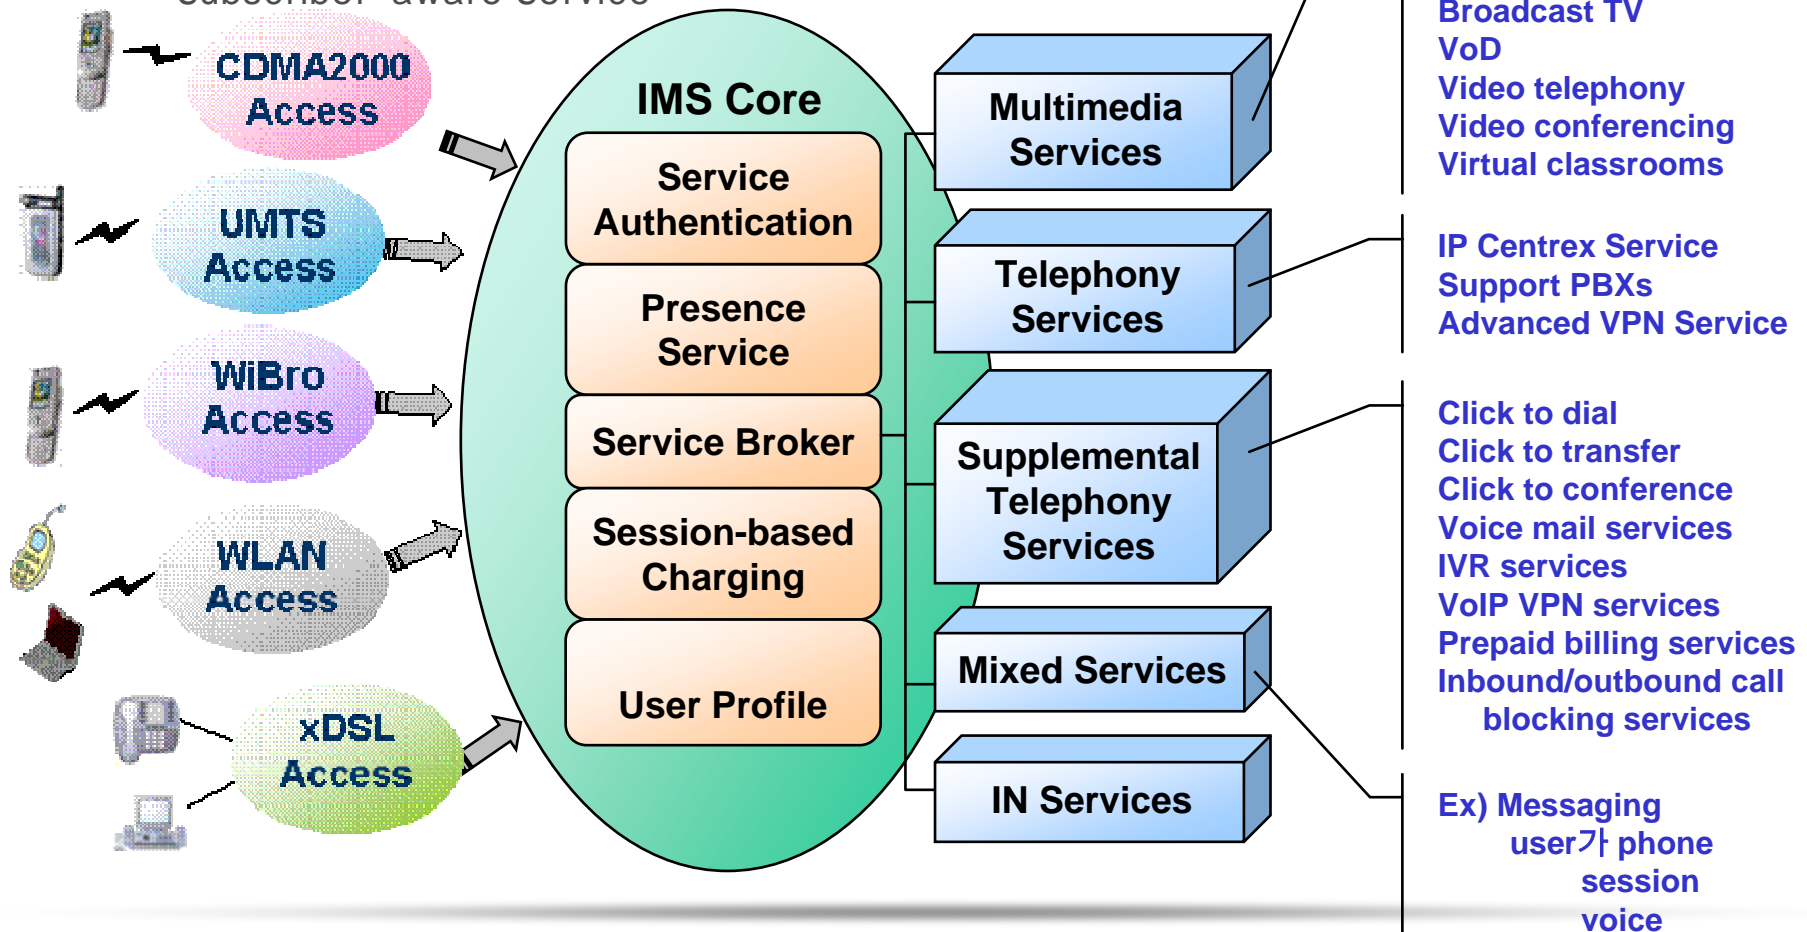 subscriber-aware service
CDMA2000
Access
UMTS
Access
WiBro
Access
WLAN
Access
xDSL
Access
IMS Core
Service
Authentication
Presence
Service
Service Broker
Session-based
Charging
User Profile
Multimedia
Services
Telephony
Services
Supplemental
Telephony
Services
Mixed Services
IN Services
Broadcast TV
VoD
Video telephony
Video conferencing
Virtual classrooms
IP Centrex Service
Support PBXs
Advanced VPN Service
Click to dial
Click to transfer
Click to conference
Voice mail services
IVR services
VoIP VPN services
Prepaid billing services
Inbound/outbound call
blocking services
Ex) Messaging
user가 phone
session
voice